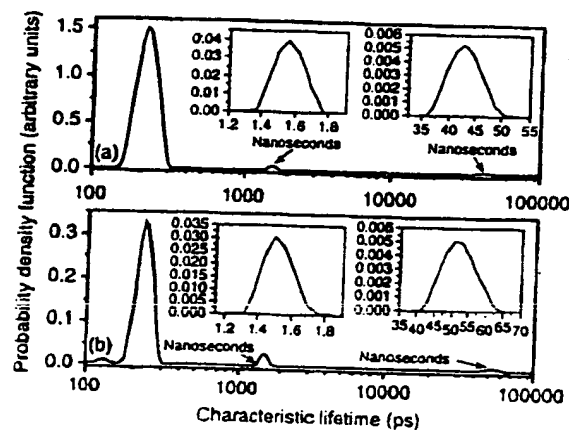 Probability density function (arbitrary units)
1.5
1.0
0.5
0.0
(a)
0.04
0.03
0.02
0.01
0.00
1.2 1.4 1.6 1.8
Nanoseconds
0.006
0.005
0.004
0.003
0.002
0.001
0.000
35 40 45 50 55
Nanoseconds
100 1000 10000 100000
0.3
0.2
0.1
0.0
(b)
0.035
0.030
0.025
0.020
0.015
0.010
0.005
0.000
1.2 1.4 1.6 1.8
Nanoseconds
0.006
0.005
0.004
0.003
0.002
0.001
0.000
35 40 45 50 55 60 65 70
Nanoseconds
100 1000 10000 100000
Characteristic lifetime (ps)